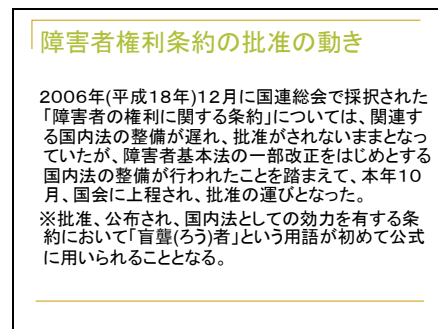 障害者権利条約の批准の動き
2006年(平成18年)12月に国連総会で採択された
「障害者の権利に関する条約」については、関連す
る国内法の整備が遅れ、批准がされないままとなっ
ていたが、障害者基本法の一部改正をはじめとする
国内法の整備が行われたことを踏まえて、本年10
月、国会に上程され、批准の運びとなった。
※批准、公布され、国内法としての効力を有する条
約において「盲聾(ろう)者」という用語が初めて公式
に用いられることとなる。